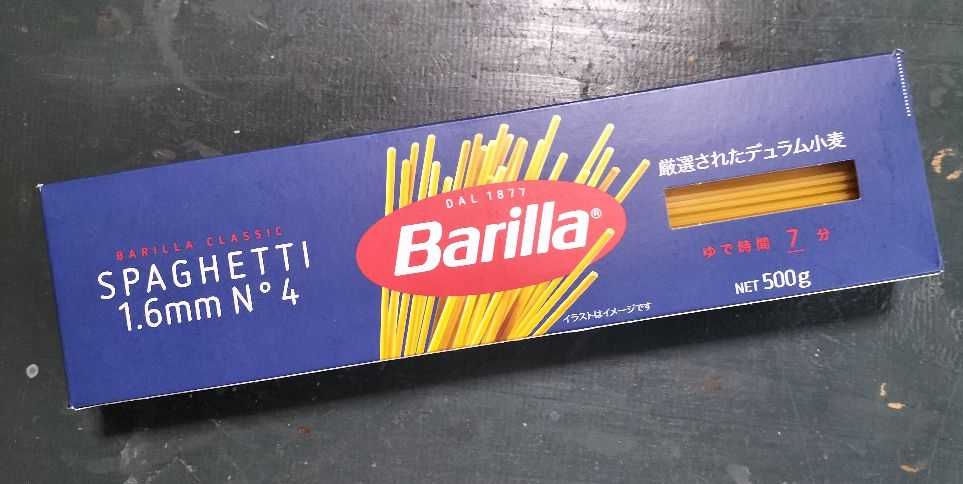 BARILLA CLASSIC
SPAGHETTI
1.6mm N° 4
DAL 1877
Barilla®
イラストはイメージです
厳選されたデュラム小麦
ゆで時間 7 分
NET 500g